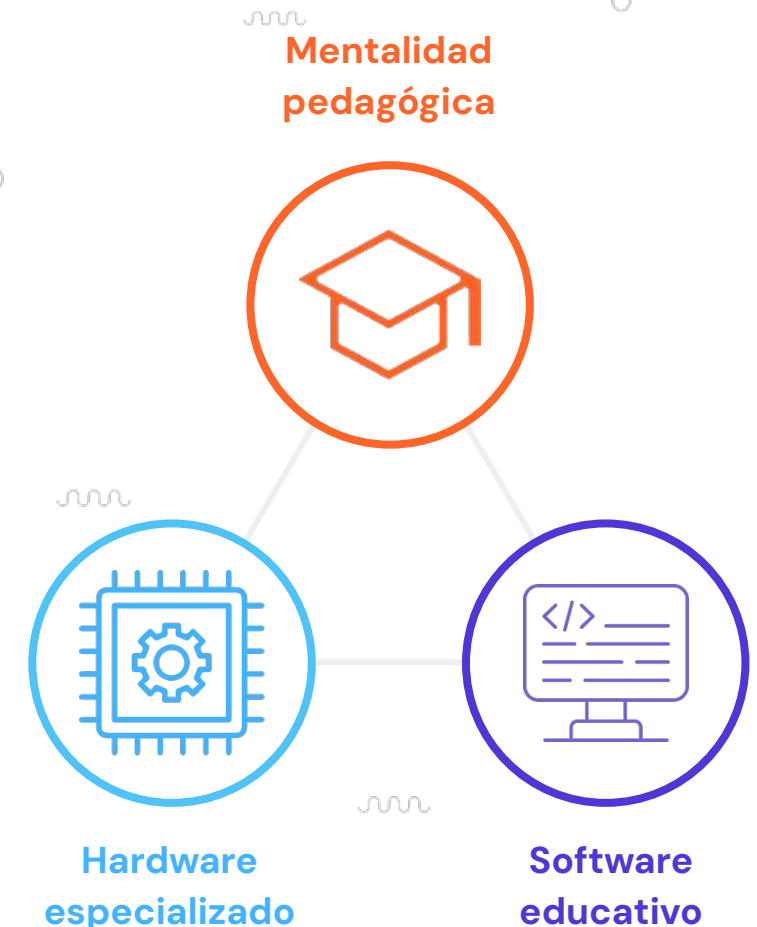 Mentalidad
pedagógica
</>
Hardware
especializado
Software
educativo